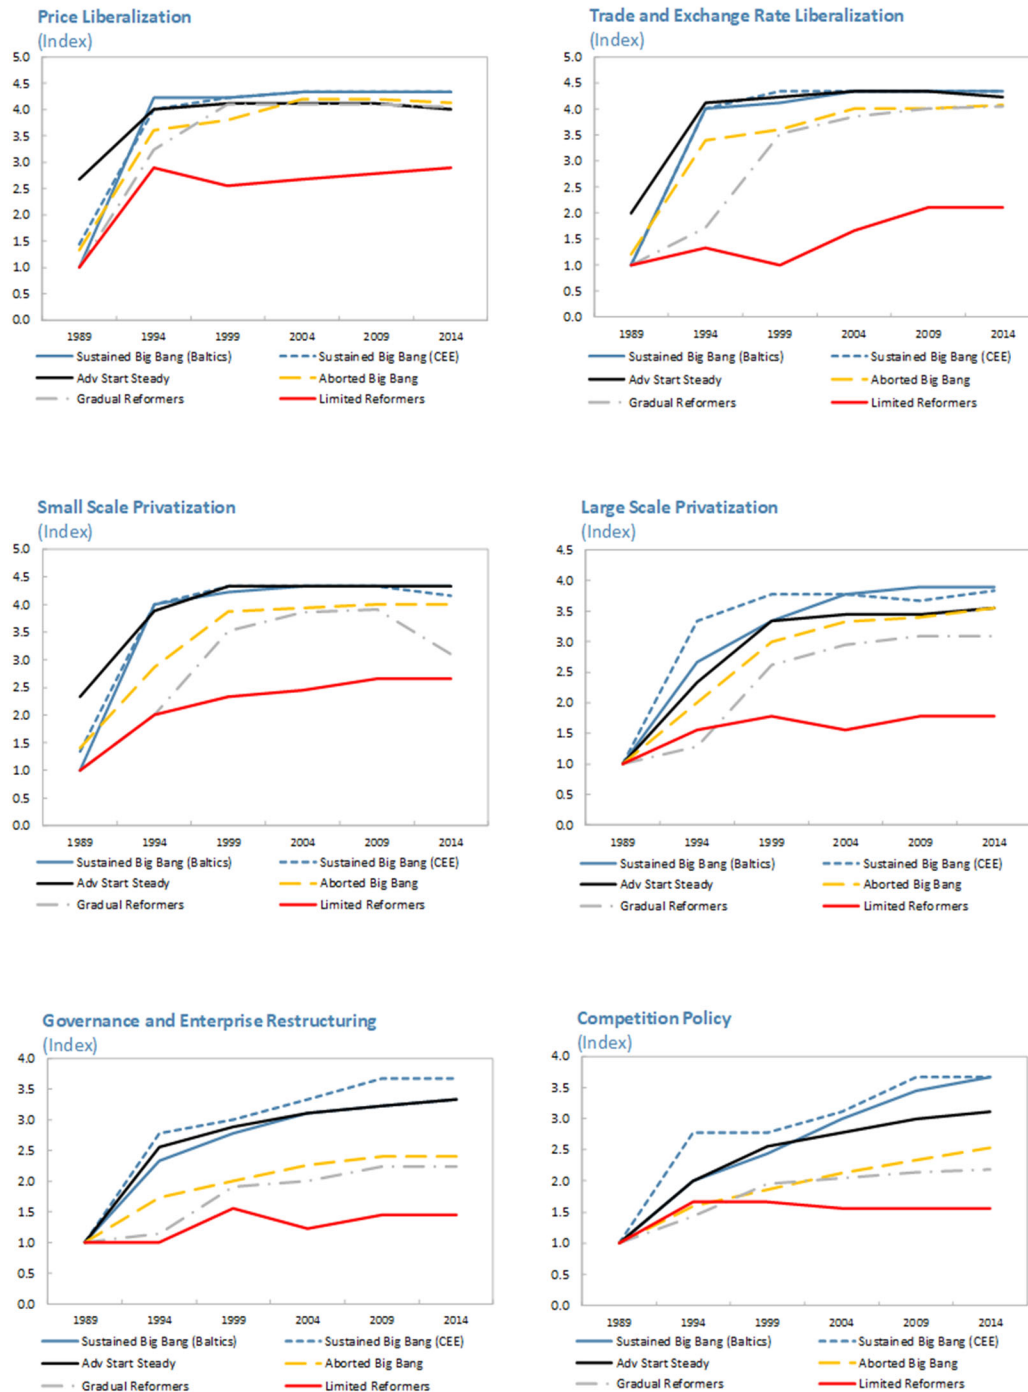 Price Liberalization
(Index)
5.0
4.5
4.0
3.5
3.0
2.5
2.0
1.5
1.0
0.5
0.0
1989 1994 1999 2004 2009 2014
Sustained Big Bang (Baltics) Sustained Big Bang (CEE)
Adv Start Steady Aborted Big Bang
Gradual Reformers Limited Reformers
Trade and Exchange Rate Liberalization
(Index)
5.0
4.5
4.0
3.5
3.0
2.5
2.0
1.5
1.0
0.5
0.0
1989 1994 1999 2004 2009 2014
Sustained Big Bang (Baltics) Sustained Big Bang (CEE)
Adv Start Steady Aborted Big Bang
Gradual Reformers Limited Reformers
Small Scale Privatization
(Index)
5.0
4.5
4.0
3.5
3.0
2.5
2.0
1.5
1.0
0.5
0.0
1989 1994 1999 2004 2009 2014
Sustained Big Bang (Baltics) Sustained Big Bang (CEE)
Adv Start Steady Aborted Big Bang
Gradual Reformers Limited Reformers
Large Scale Privatization
(Index)
4.5
4.0
3.5
3.0
2.5
2.0
1.5
1.0
0.5
0.0
1989 1994 1999 2004 2009 2014
Sustained Big Bang (Baltics) Sustained Big Bang (CEE)
Adv Start Steady Aborted Big Bang
Gradual Reformers Limited Reformers
Governance and Enterprise Restructuring
(Index)
4.0
3.5
3.0
2.5
2.0
1.5
1.0
0.5
0.0
1989 1994 1999 2004 2009 2014
Sustained Big Bang (Baltics) Sustained Big Bang (CEE)
Adv Start Steady Aborted Big Bang
Gradual Reformers Limited Reformers
Competition Policy
(Index)
4.0
3.5
3.0
2.5
2.0
1.5
1.0
0.5
0.0
1989 1994 1999 2004 2009 2014
Sustained Big Bang (Baltics) Sustained Big Bang (CEE)
Adv Start Steady Aborted Big Bang
Gradual Reformers Limited Reformers